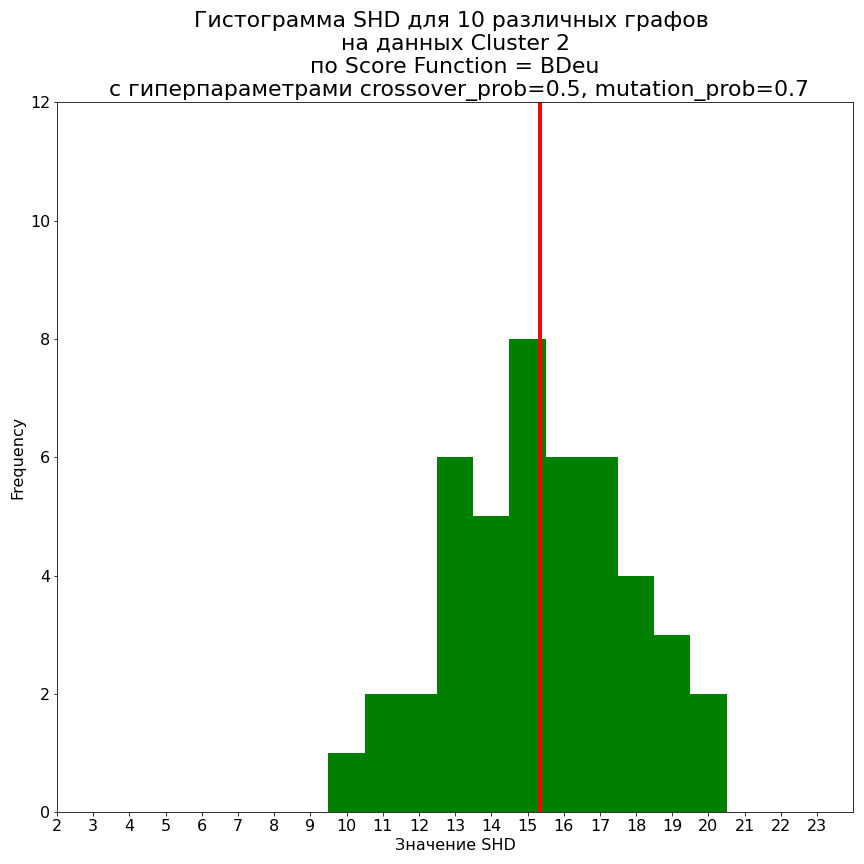 Гистограмма SHD для 10 различных графов
на данных Cluster 2
по Score Function = BDeu
с гиперпараметрами crossover_prob=0.5, mutation_prob=0.7
12
10
8
6
4
2
0
Frequency
2 3 4 5 6 7 8 9 10 11 12 13 14 15 16 17 18 19 20 21 22 23
Значение SHD